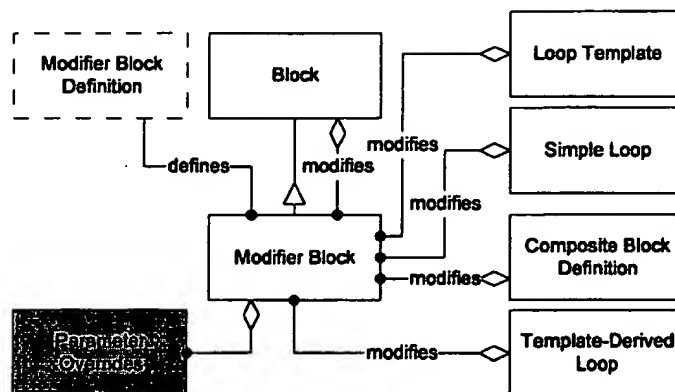 Modifier Block
Definition
Block
Loop Template
Simple Loop
defines
modifies
modifies
modifies
Modifier Block
Composite Block
Definition
modifies
Parameter
Overrides
modifies
Template-Derived
Loop